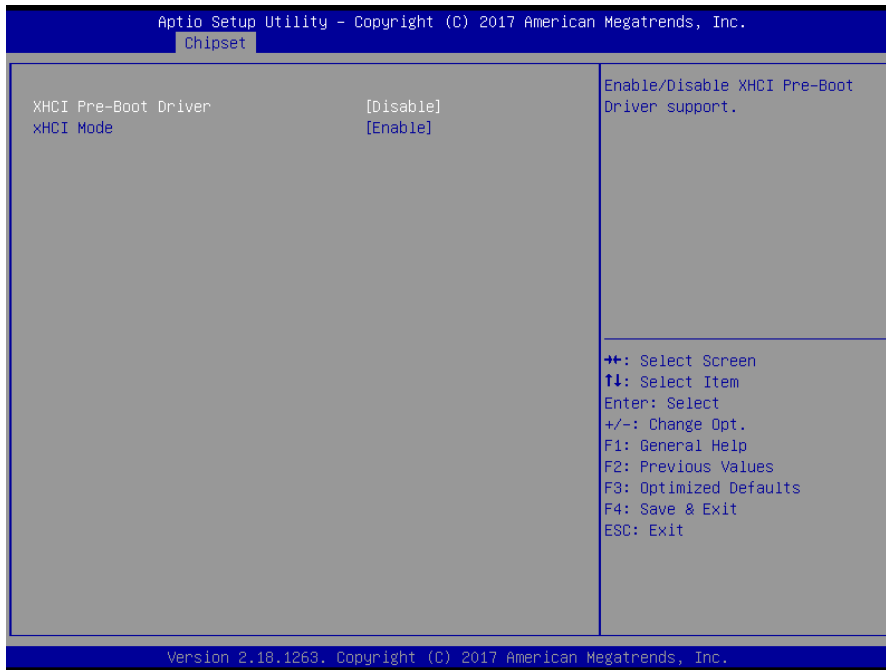 Aptio Setup Utility – Copyright (C) 2017 American Megatrends, Inc.
Chipset
XHCI Pre-Boot Driver [Disable]
xHCI Mode [Enable]
Enable/Disable XHCI Pre-Boot
Driver support.
→←: Select Screen
↑↓: Select Item
Enter: Select
+/-: Change Opt.
F1: General Help
F2: Previous Values
F3: Optimized Defaults
F4: Save & Exit
ESC: Exit
Version 2.18.1263. Copyright (C) 2017 American Megatrends, Inc.